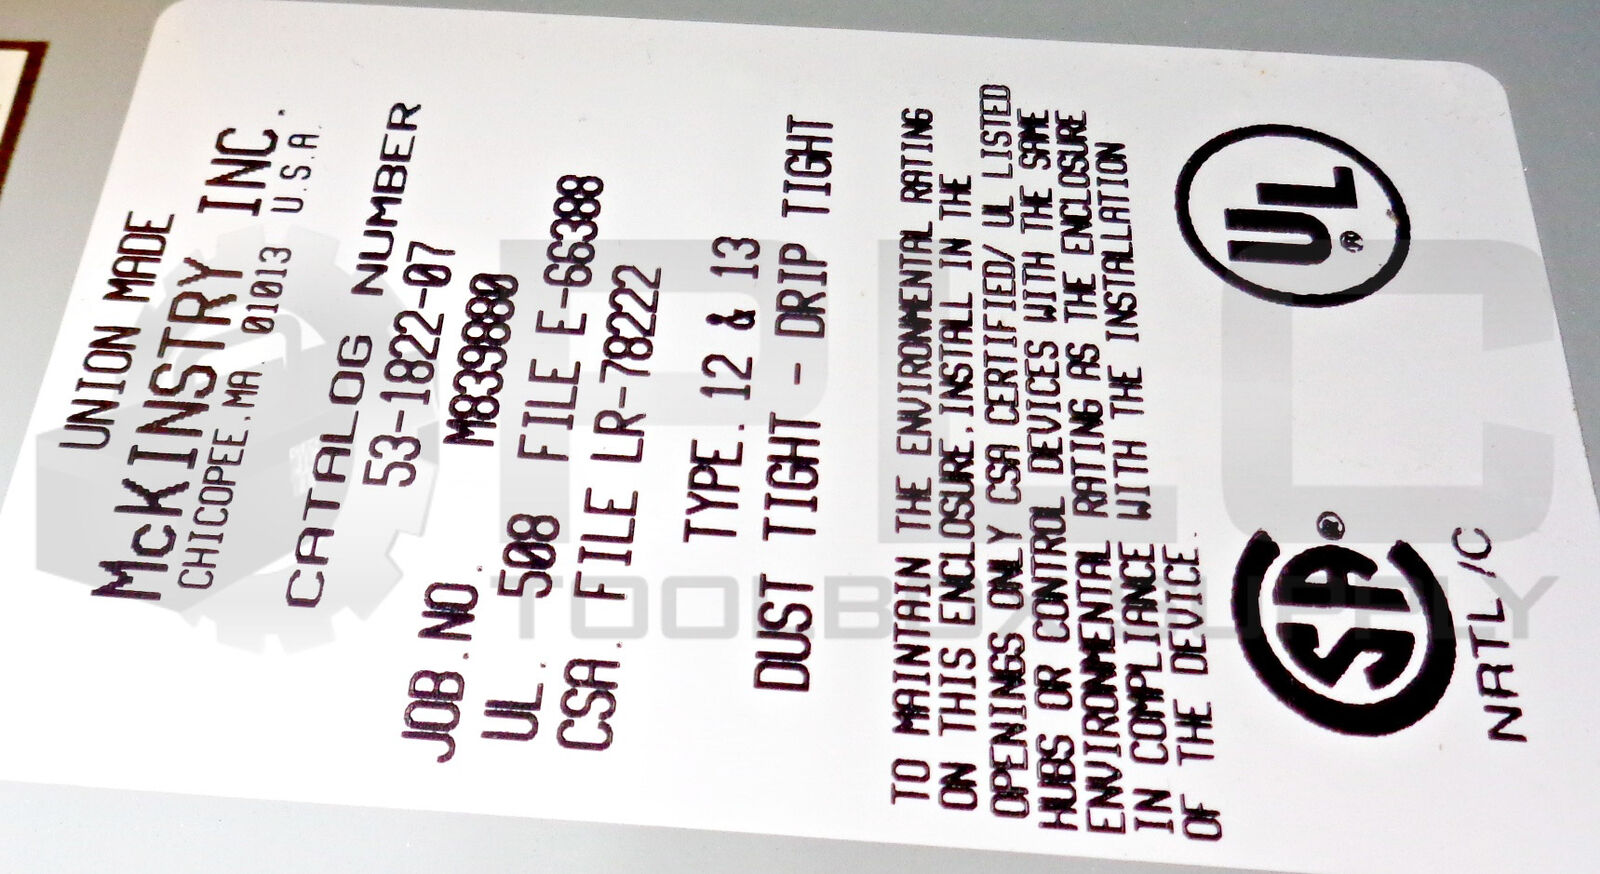 UNION MADE
McKINSTRY INC.
CHICOPEE.MA. 01013 U.S.A.
CATALOG NUMBER
53-1822-07
JOB.NO. M839880
UL. 508 FILE E-66388
CSA. FILE LR-78222
TYPE. 12 & 13
DUST TIGHT - DRIP TIGHT
TO MAINTAIN THE ENVIRONMENTAL RATING
ON THIS ENCLOSURE.INSTALL IN THE
OPENINGS ONLY CSA CERTIFIED/ UL LISTED
HUBS OR CONTROL DEVICES WITH THE SAME
ENVIRONMENTAL RATING AS THE ENCLOSURE
IN COMPLIANCE WITH THE INSTALLATION
OF THE DEVICE.
UL ®
SA ®
NRTL/C
PLC
TOOLBOX SUPPLY